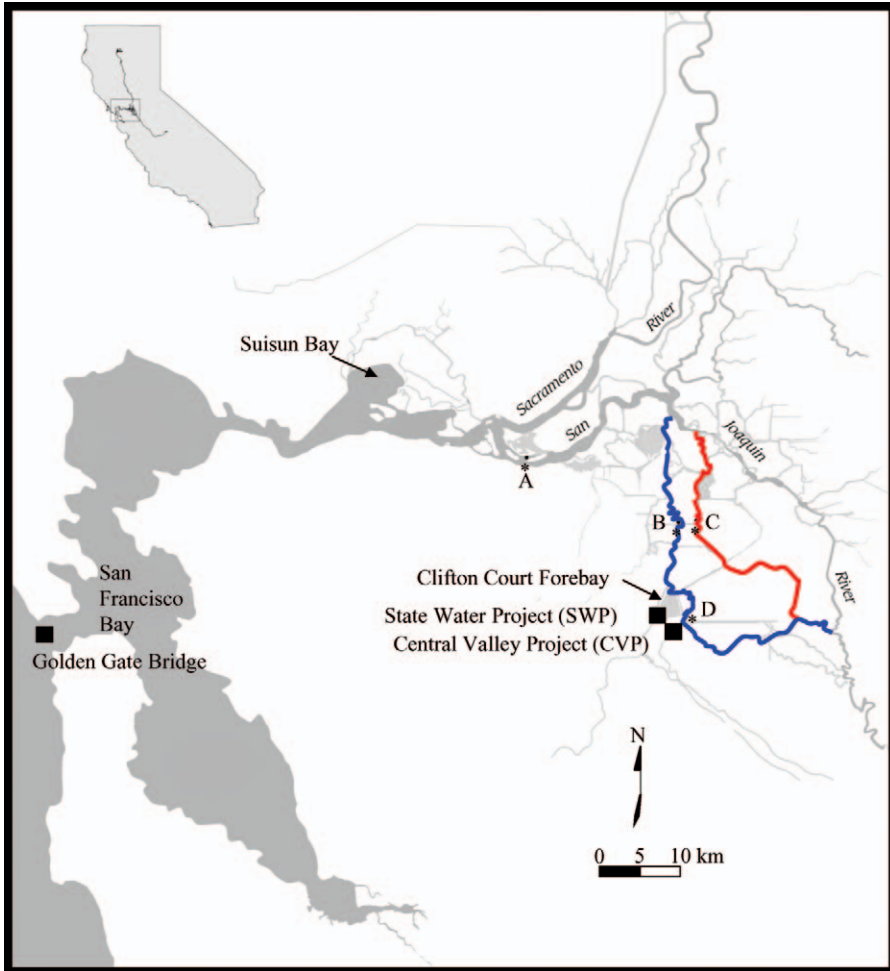 Suisun Bay
Sacramento
River
San
Joaquin
River
A
B
C
Clifton Court Forebay
State Water Project (SWP)
D
Central Valley Project (CVP)
San
Francisco
Bay
Golden Gate Bridge
N
0 5 10 km